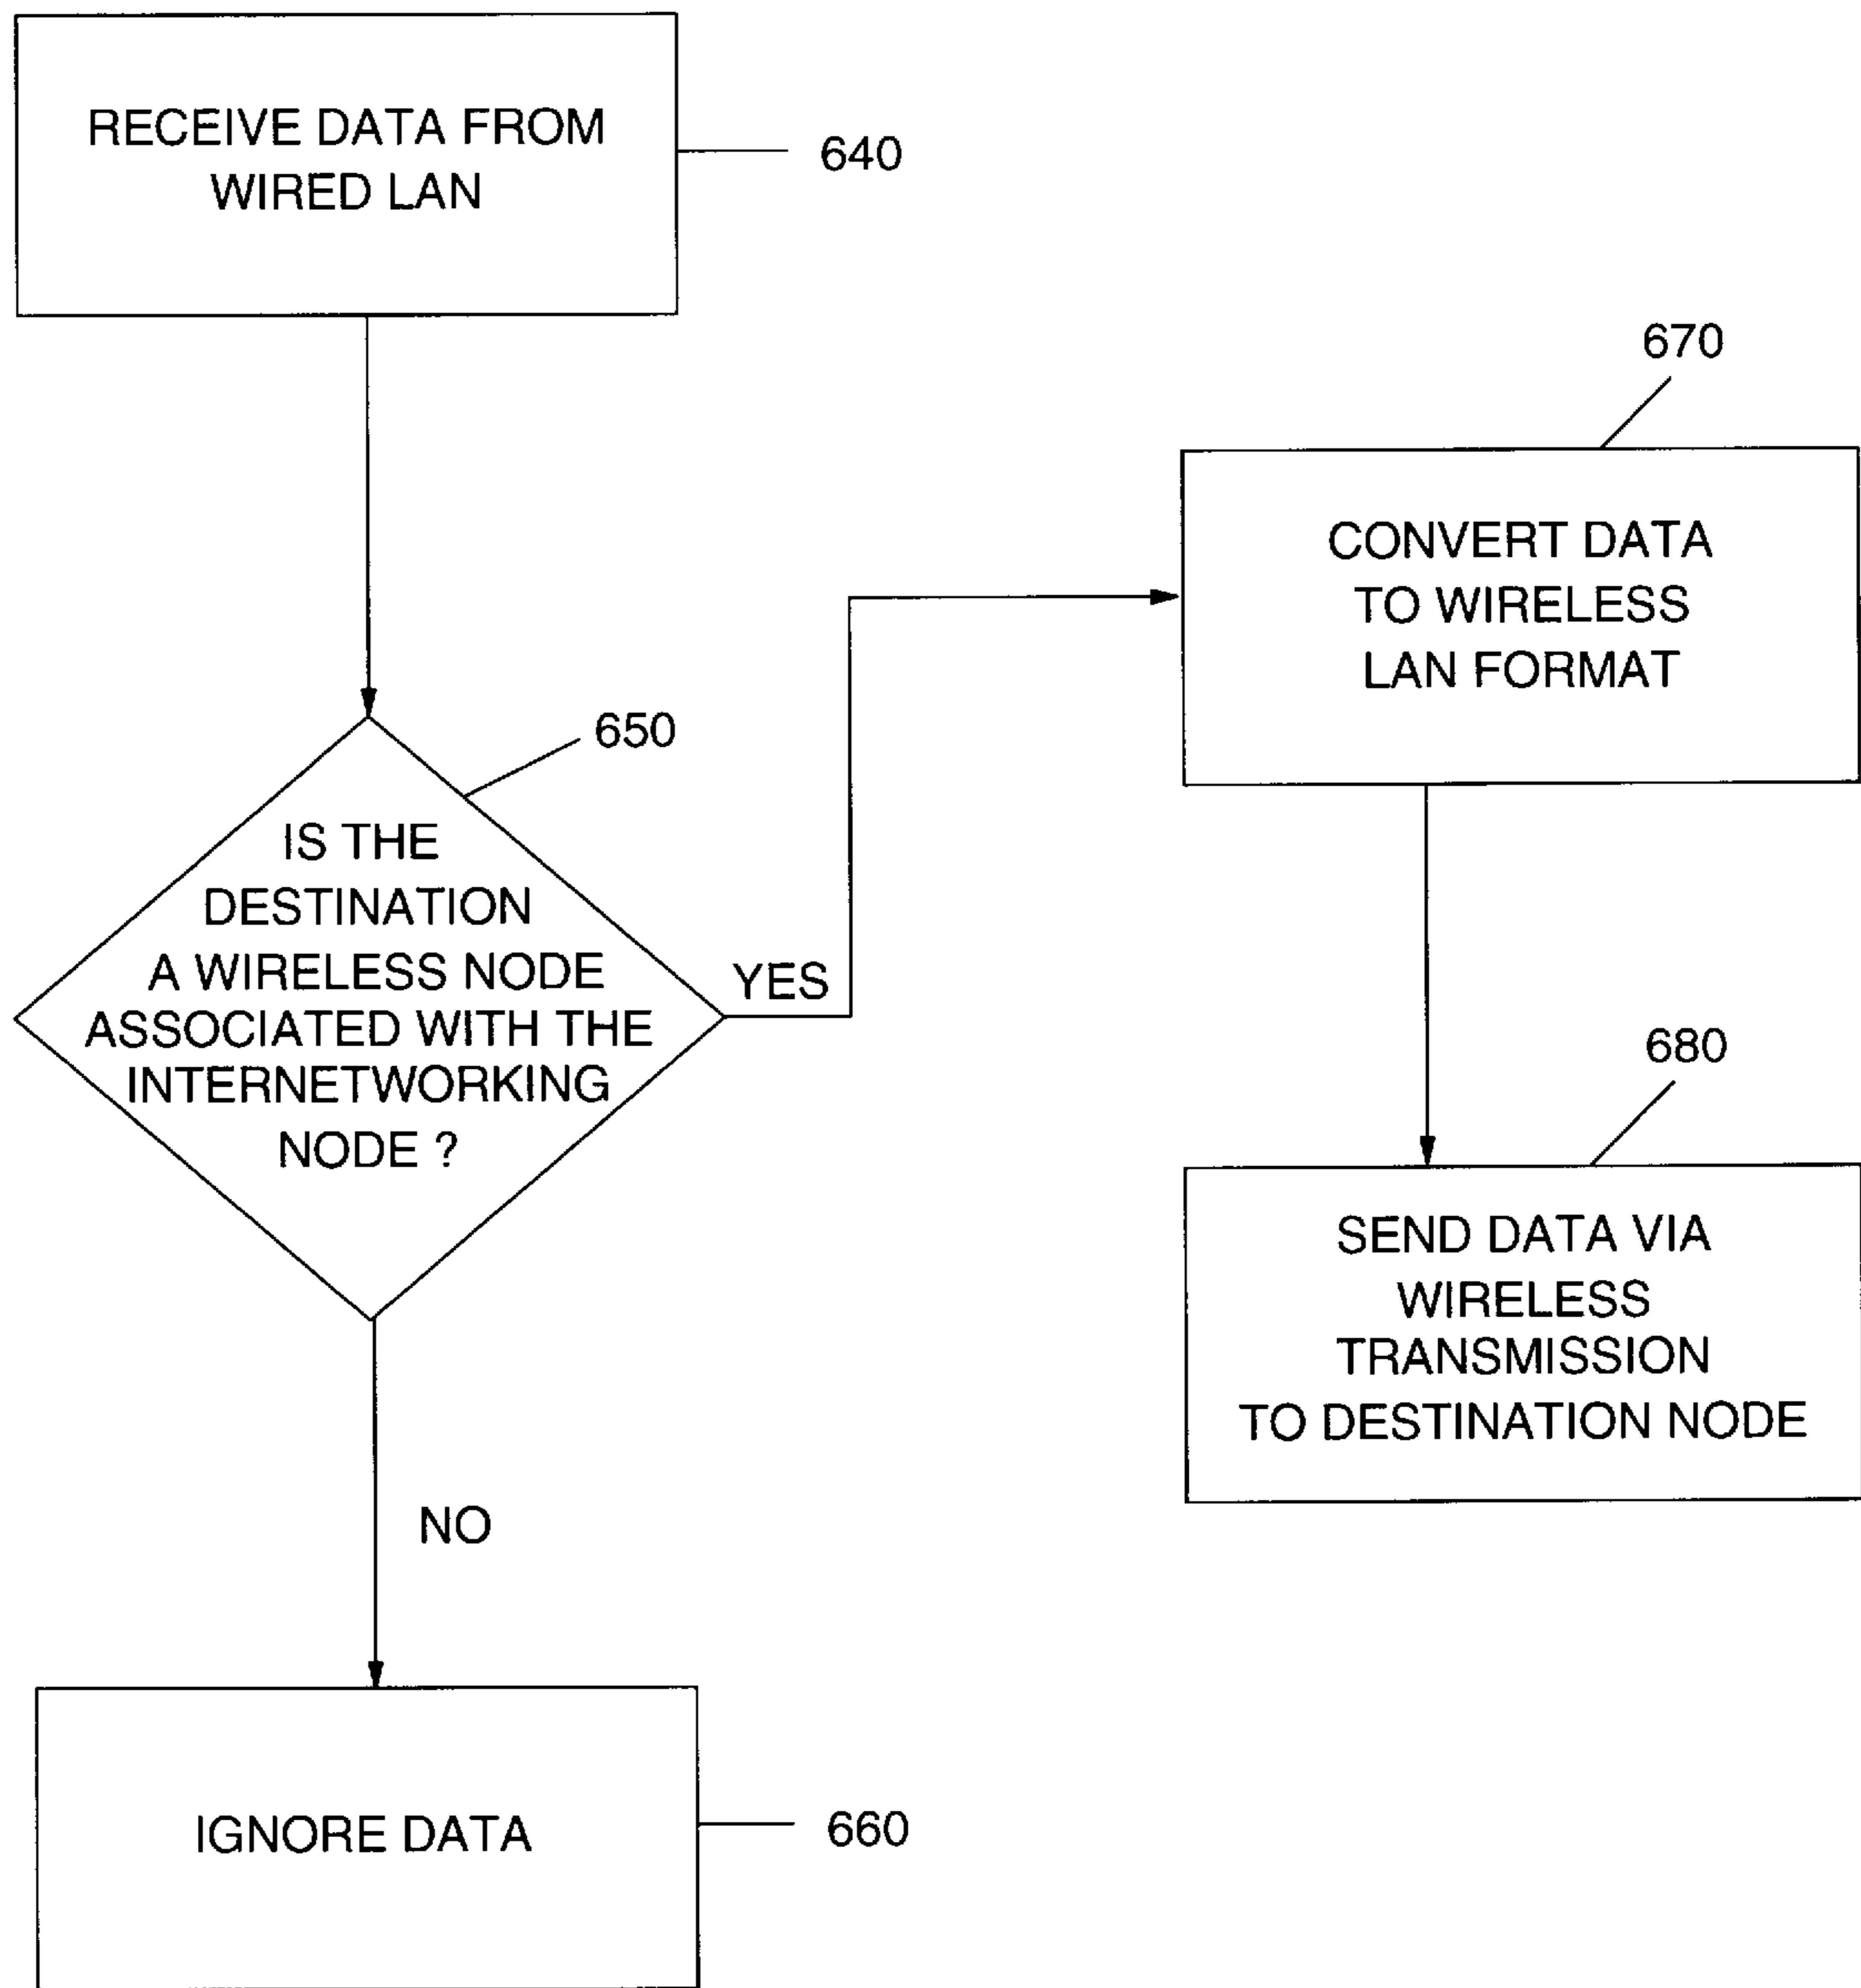 RECEIVE DATA FROM
WIRED LAN
640
670
CONVERT DATA
TO WIRELESS
LAN FORMAT
650
IS THE
DESTINATION
A WIRELESS NODE
ASSOCIATED WITH THE
INTERNETWORKING
NODE ?
YES
680
SEND DATA VIA
WIRELESS
TRANSMISSION
TO DESTINATION NODE
NO
IGNORE DATA
660